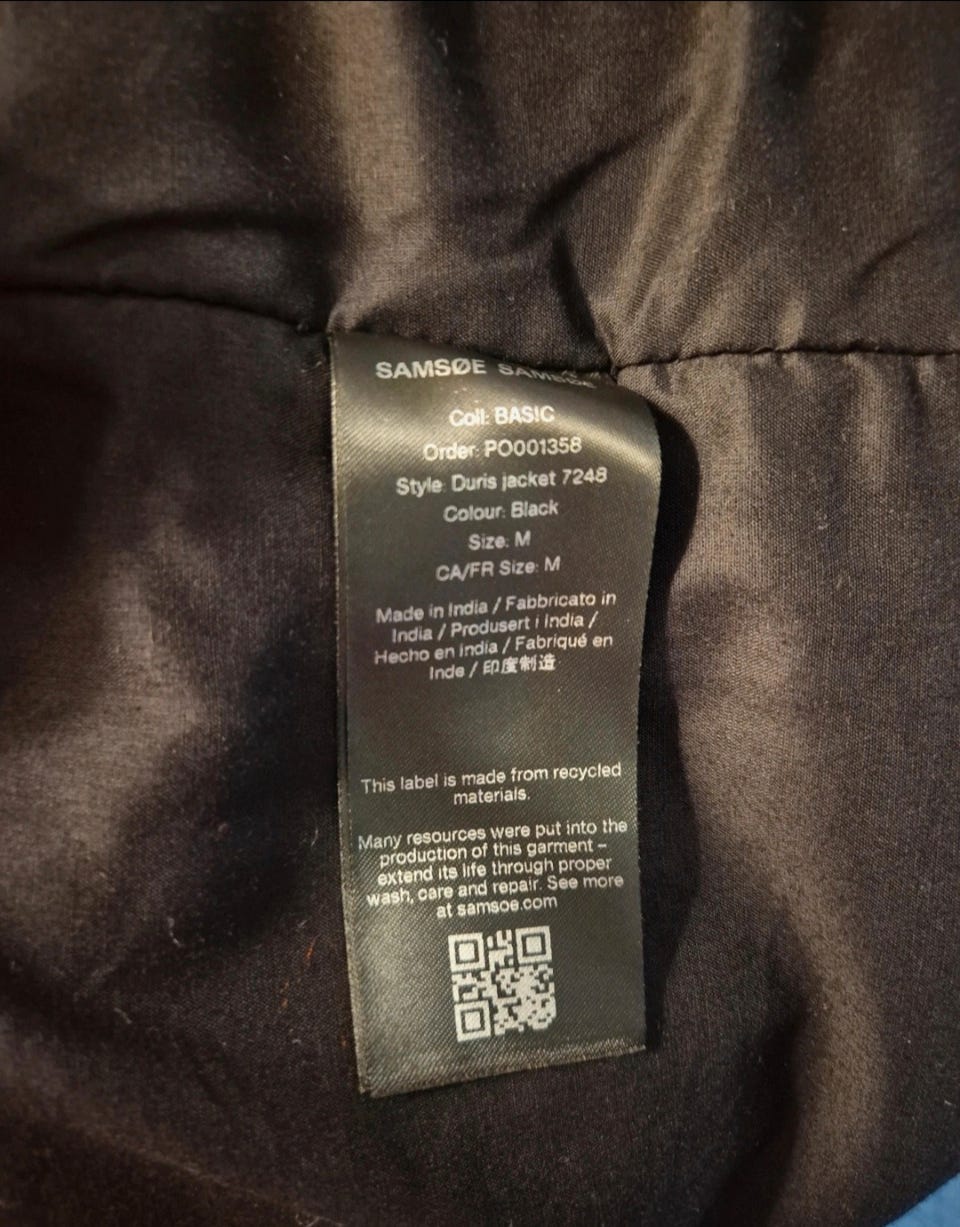 SAMSØE SAMSØE
Coll: BASIC
Order: PO001358
Style: Duris jacket 7248
Colour: Black
Size: M
CA/FR Size: M
Made in India / Fabbricato in
India / Produsert i India /
Hecho en India / Fabriqué en
Inde / 印度制造
This label is made from recycled
materials.
Many resources were put into the
production of this garment –
extend its life through proper
wash, care and repair. See more
at samsoe.com